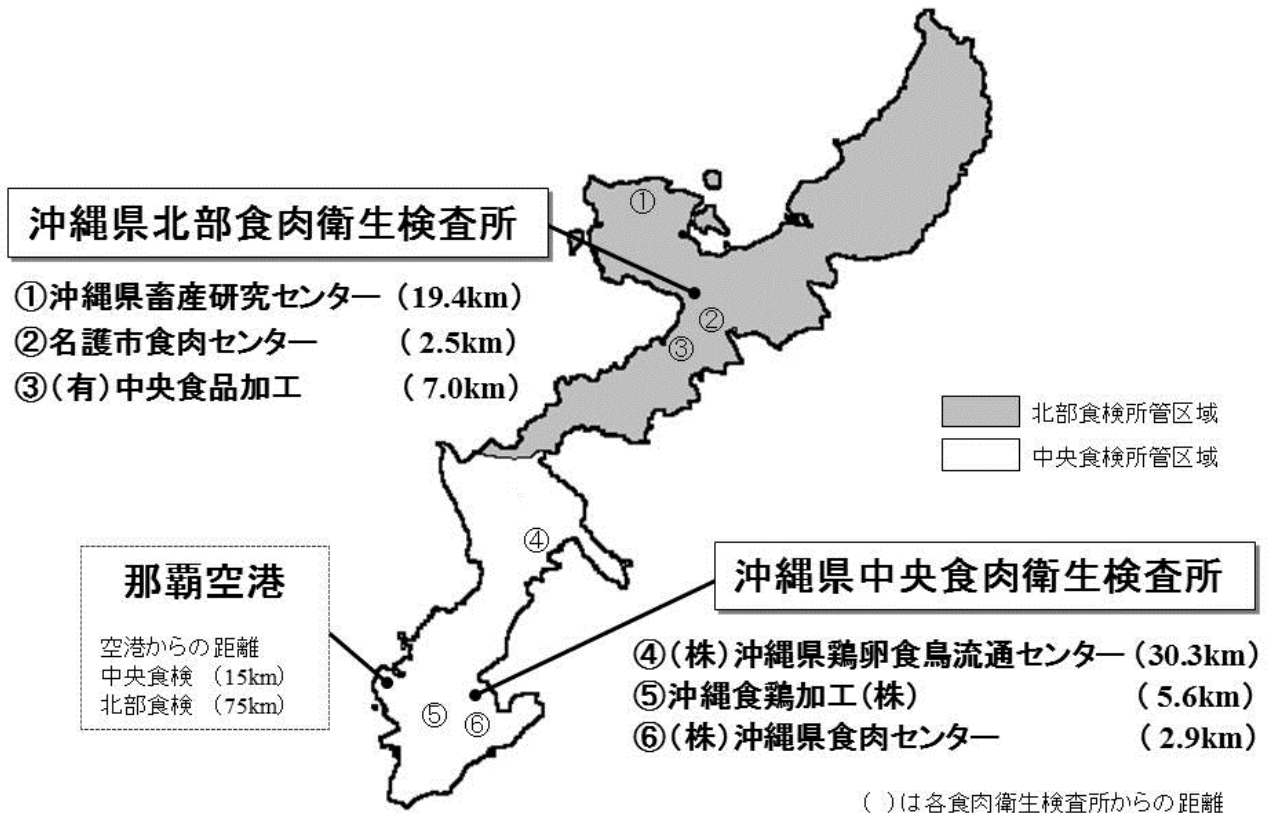 沖縄県北部食肉衛生検査所
①沖縄県畜産研究センター （19.4km）
②名護市食肉センター （ 2.5km）
③（有）中央食品加工 （ 7.0km）
①
②
③
北部食検所管区域
中央食検所管区域
④
那覇空港
空港からの距離
中央食検 （15km）
北部食検 （75km）
沖縄県中央食肉衛生検査所
④（株）沖縄県鶏卵食鳥流通センター （30.3km）
⑤沖縄食鶏加工（株） （ 5.6km）
⑥（株）沖縄県食肉センター （ 2.9km）
⑤
⑥
（ ）は各食肉衛生検査所からの距離